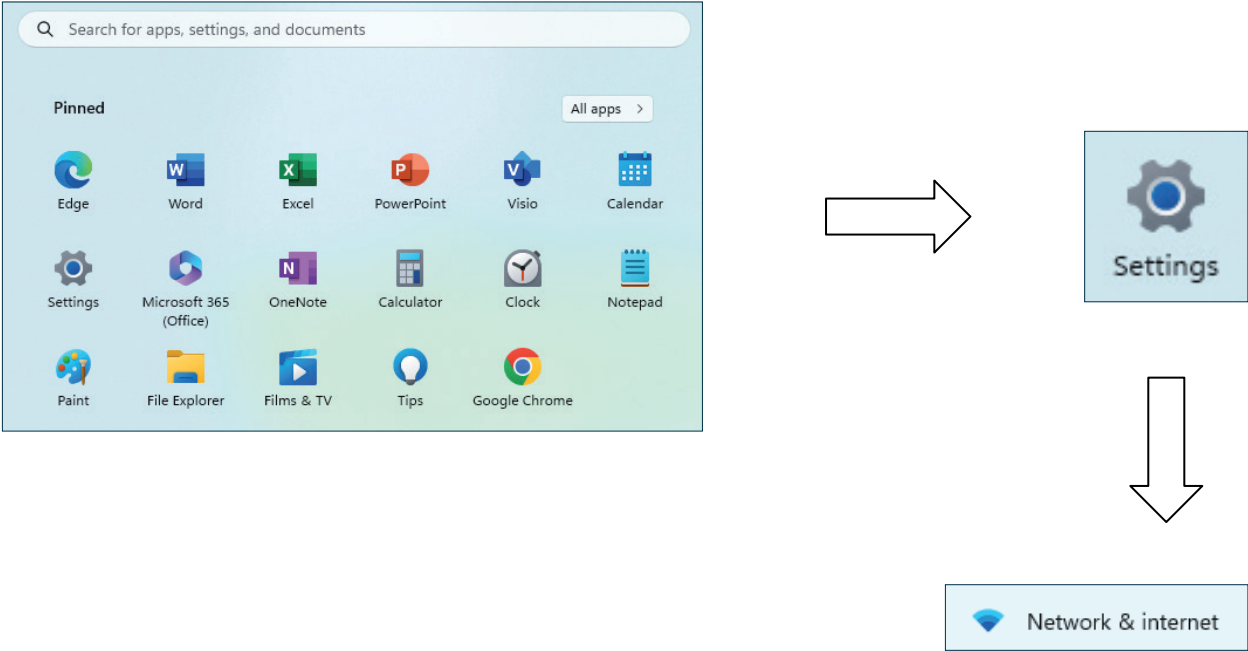 Search for apps, settings, and documents
Pinned
All apps
Edge
Word
Excel
PowerPoint
Visio
Calendar
Settings
Microsoft 365
(Office)
OneNote
Calculator
Clock
Notepad
Paint
File Explorer
Films & TV
Tips
Google Chrome
Settings
Network & internet